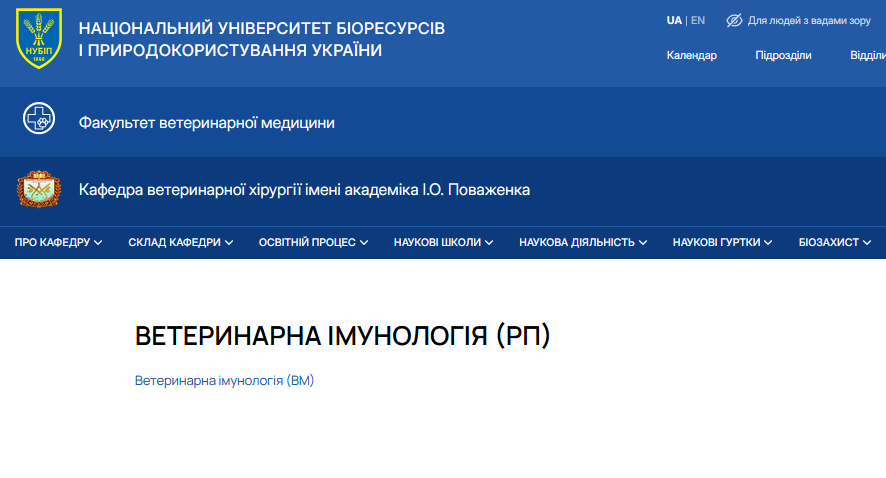 НУБІП
1898
НАЦІОНАЛЬНИЙ УНІВЕРСИТЕТ БІОРЕСУРСІВ
І ПРИРОДОКОРИСТУВАННЯ УКРАЇНИ
UA | EN
Для людей з вадами зору
Календар
Підрозділи
Відділи
Факультет ветеринарної медицини
Кафедра ветеринарної хірургії імені академіка І.О. Поваженка
ПРО КАФЕДРУ
СКЛАД КАФЕДРИ
ОСВІТНІЙ ПРОЦЕС
НАУКОВІ ШКОЛИ
НАУКОВА ДІЯЛЬНІСТЬ
НАУКОВІ ГУРТКИ
БІОЗАХИСТ
ВЕТЕРИНАРНА ІМУНОЛОГІЯ (РП)
Ветеринарна імунологія (ВМ)